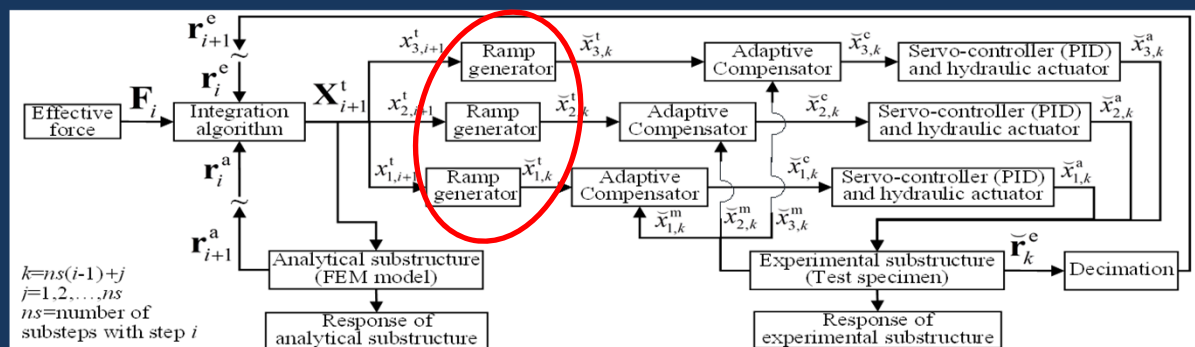 r^e_{i+1}
r^e_i
Effective
force
F_i
Integration
algorithm
X^t_{i+1}
r^a_i
r^a_{i+1}
x^t_{3,i+1}
Ramp
generator
x̆^t_{3,k}
Adaptive
Compensator
x̆^c_{3,k}
Servo-controller (PID)
and hydraulic actuator
x̆^a_{3,k}
x^t_{2,i+1}
Ramp
generator
x̆^t_{2,k}
Adaptive
Compensator
x̆^c_{2,k}
Servo-controller (PID)
and hydraulic actuator
x̆^a_{2,k}
x^t_{1,i+1}
Ramp
generator
x̆^t_{1,k}
Adaptive
Compensator
x̆^c_{1,k}
Servo-controller (PID)
and hydraulic actuator
x̆^a_{1,k}
x̆^m_{1,k}
x̆^m_{2,k}
x̆^m_{3,k}
Analytical substructure
(FEM model)
Response of
analytical substructure
Experimental substructure
(Test specimen)
r̆^e_k
Decimation
Response of
experimental substructure
k=ns(i-1)+j
j=1,2,…,ns
ns=number of
substeps with step i